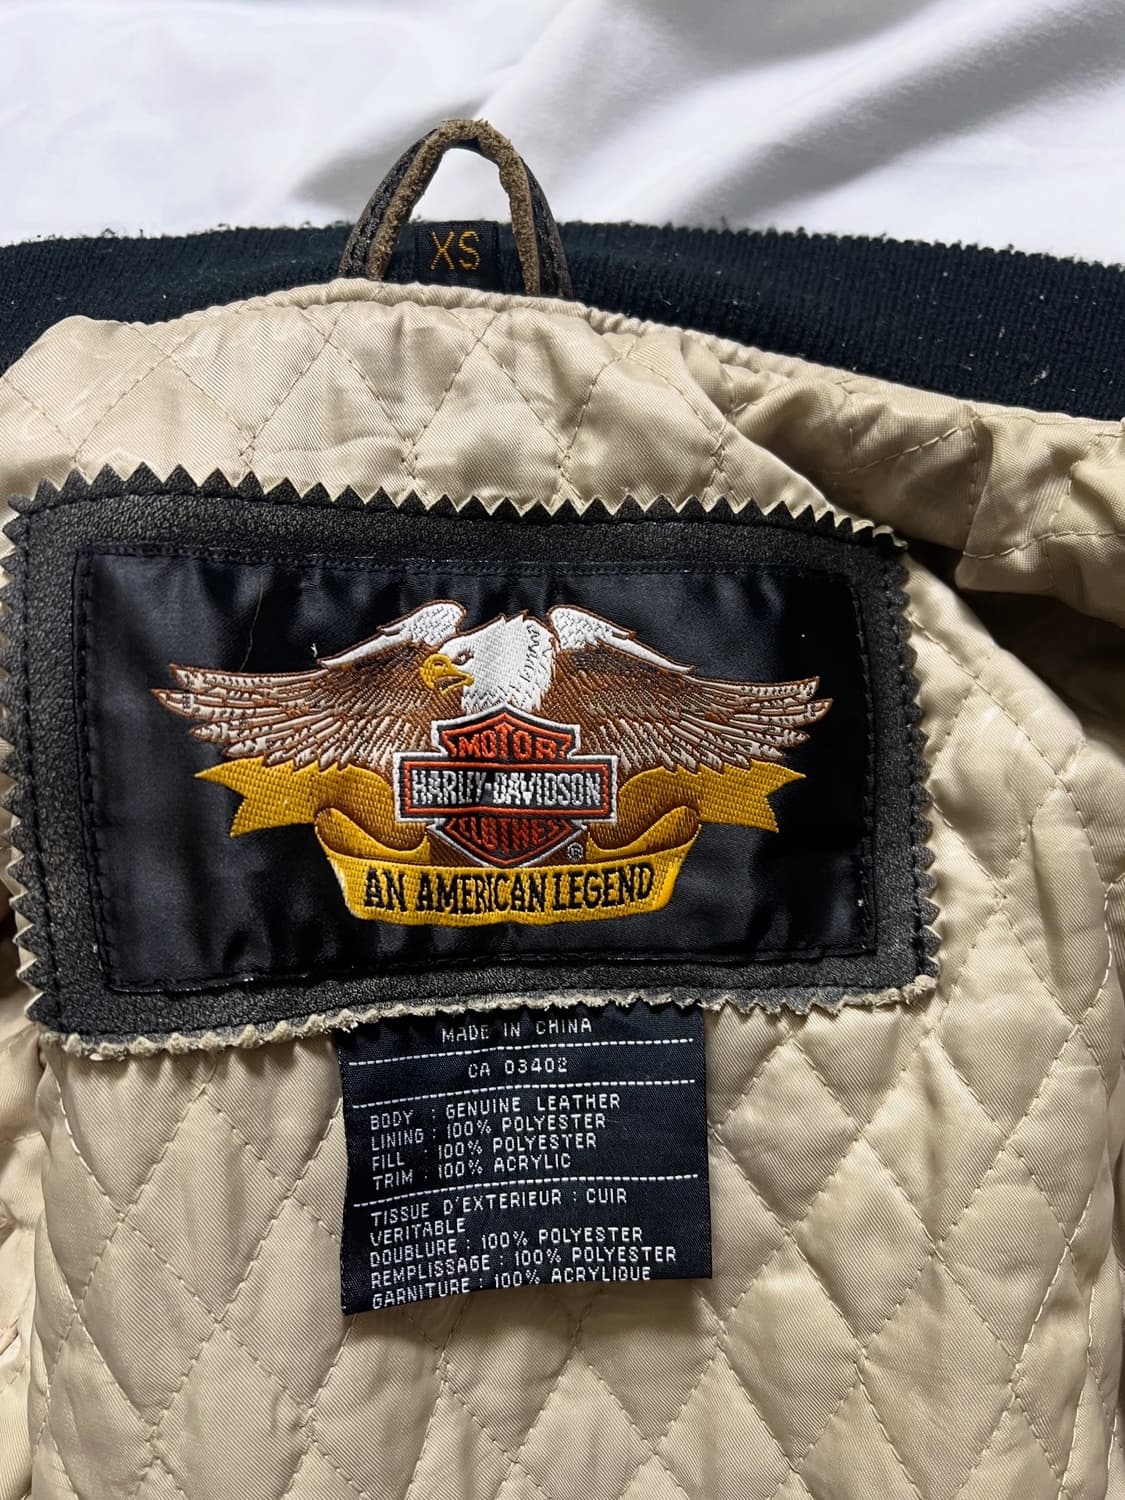 XS
MOTOR
HARLEY-DAVIDSON
CLOTHES
®
AN AMERICAN LEGEND
MADE IN CHINA
CA 03402
BODY : GENUINE LEATHER
LINING : 100% POLYESTER
FILL : 100% POLYESTER
TRIM : 100% ACRYLIC
TISSUE D'EXTERIEUR : CUIR
VERITABLE
DOUBLURE : 100% POLYESTER
REMPLISSAGE : 100% POLYESTER
GARNITURE : 100% ACRYLIQUE